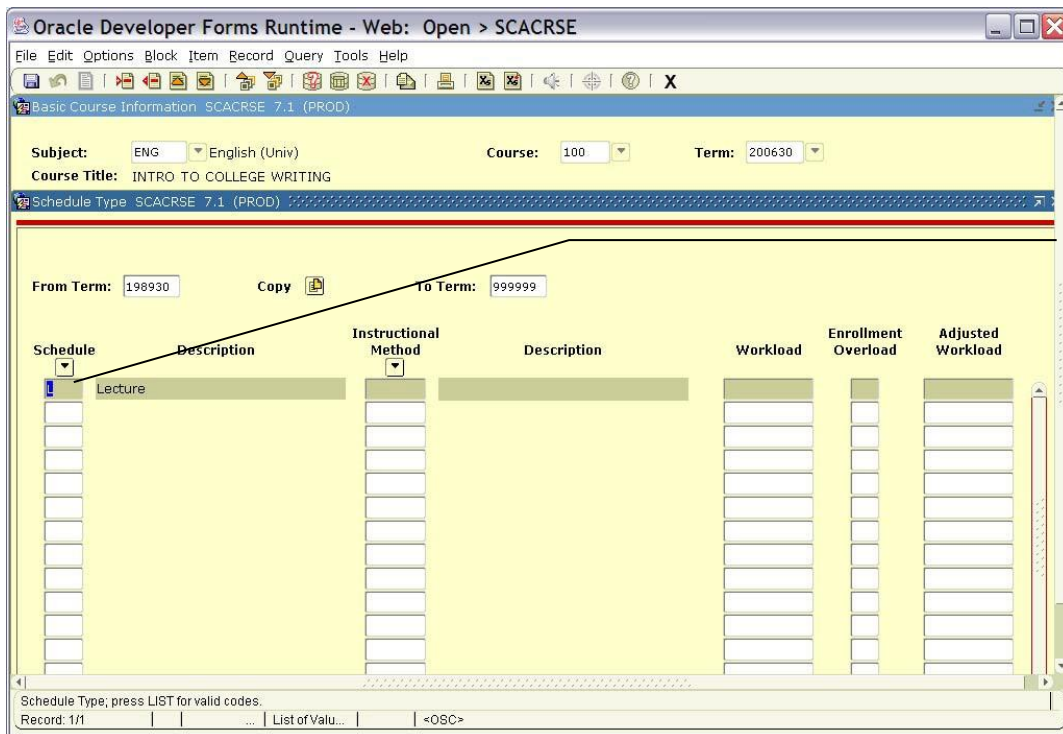 Oracle Developer Forms Runtime - Web: Open > SCACRSE
File Edit Options Block Item Record Query Tools Help
X
Basic Course Information SCACRSE 7.1 (PROD)
Subject: ENG English (Univ) Course: 100 Term: 200630
Course Title: INTRO TO COLLEGE WRITING
Schedule Type SCACRSE 7.1 (PROD)
From Term: 198930 Copy To Term: 999999
Schedule Description Instructional Method Description Workload Enrollment Overload Adjusted Workload
L Lecture
Schedule Type; press LIST for valid codes.
Record: 1/1 ... List of Valu... <OSC>